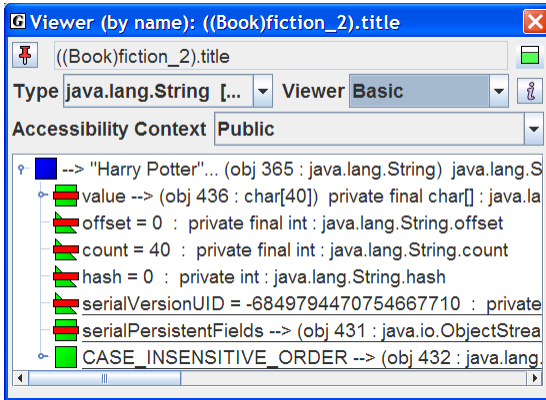 Viewer (by name): ((Book)fiction_2).title
((Book)fiction_2).title
Type java.lang.String [... Viewer Basic
Accessibility Context Public
--> "Harry Potter"... (obj 365 : java.lang.String) java.lang.S
value --> (obj 436 : char[40]) private final char[] : java.la
offset = 0 : private final int : java.lang.String.offset
count = 40 : private final int : java.lang.String.count
hash = 0 : private int : java.lang.String.hash
serialVersionUID = -6849794470754667710 : private
serialPersistentFields --> (obj 431 : java.io.ObjectStrea
CASE_INSENSITIVE_ORDER --> (obj 432 : java.lang.